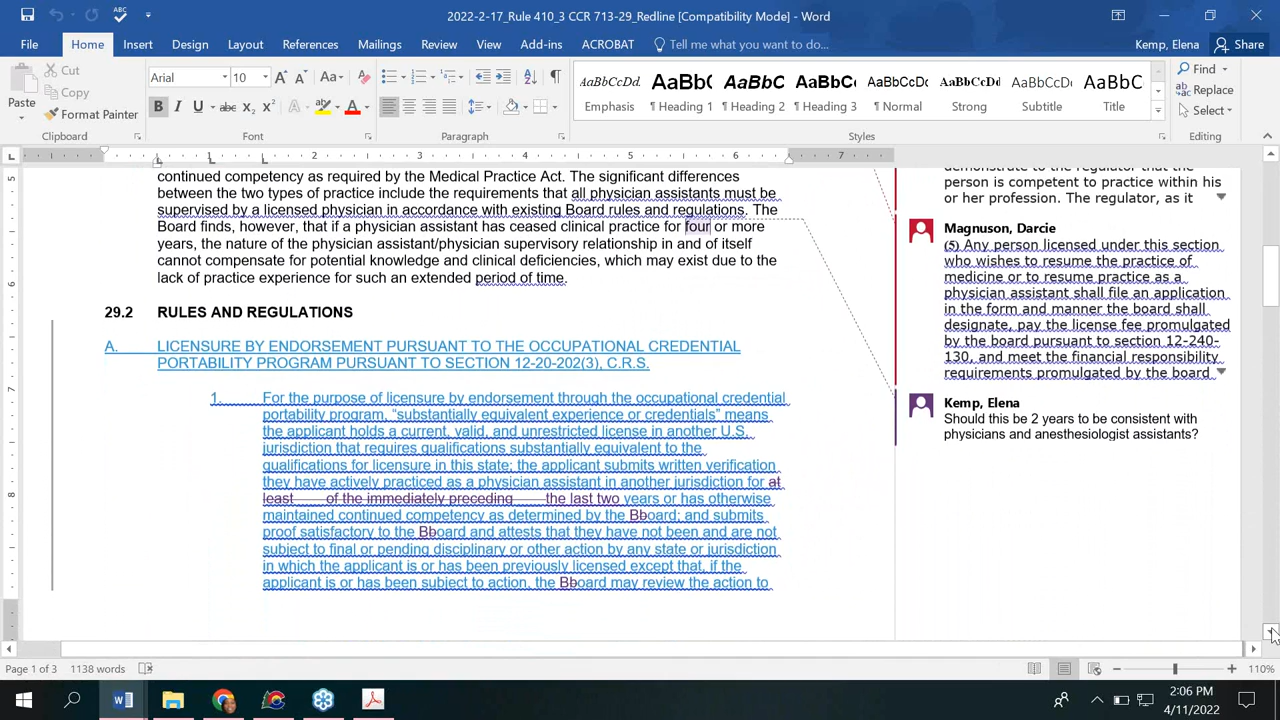 2022-2-17_Rule 410_3 CCR 713-29_Redline [Compatibility Mode] - Word
File Home Insert Design Layout References Mailings Review View Add-ins ACROBAT Tell me what you want to do... Kemp, Elena Share
Paste
Cut
Copy
Format Painter
Clipboard
Arial 10
Font
Paragraph
AaBbCcDd. Emphasis
AaBbC ¶ Heading 1
AaBbCc ¶ Heading 2
AaBbCc ¶ Heading 3
AaBbCcDd ¶ Normal
AaBbCcDc Strong
AaBbCcDd Subtitle
AaBbCc Title
Styles
Find
Replace
Select
Editing
1 2 3 4 5 6 7
continued competency as required by the Medical Practice Act. The significant differences
between the two types of practice include the requirements that all physician assistants must be
supervised by a licensed physician in accordance with existing Board rules and regulations. The
Board finds, however, that if a physician assistant has ceased clinical practice for four or more
years, the nature of the physician assistant/physician supervisory relationship in and of itself
cannot compensate for potential knowledge and clinical deficiencies, which may exist due to the
lack of practice experience for such an extended period of time.
29.2 RULES AND REGULATIONS
A. LICENSURE BY ENDORSEMENT PURSUANT TO THE OCCUPATIONAL CREDENTIAL
PORTABILITY PROGRAM PURSUANT TO SECTION 12-20-202(3), C.R.S.
1. For the purpose of licensure by endorsement through the occupational credential
portability program, “substantially equivalent experience or credentials” means
the applicant holds a current, valid, and unrestricted license in another U.S.
jurisdiction that requires qualifications substantially equivalent to the
qualifications for licensure in this state; the applicant submits written verification
they have actively practiced as a physician assistant in another jurisdiction for at
least____of the immediately preceding____the last two years or has otherwise
maintained continued competency as determined by the Bboard; and submits
proof satisfactory to the Bboard and attests that they have not been and are not
subject to final or pending disciplinary or other action by any state or jurisdiction
in which the applicant is or has been previously licensed except that, if the
applicant is or has been subject to action, the Bboard may review the action to
demonstrate to the regulator that the
person is competent to practice within his
or her profession. The regulator, as it
Magnuson, Darcie
(5) Any person licensed under this section
who wishes to resume the practice of
medicine or to resume practice as a
physician assistant shall file an application
in the form and manner the board shall
designate, pay the license fee promulgated
by the board pursuant to section 12-240-
130, and meet the financial responsibility
requirements promulgated by the board
Kemp, Elena
Should this be 2 years to be consistent with
physicians and anesthesiologist assistants?
Page 1 of 3 1138 words 110%
2:06 PM
4/11/2022